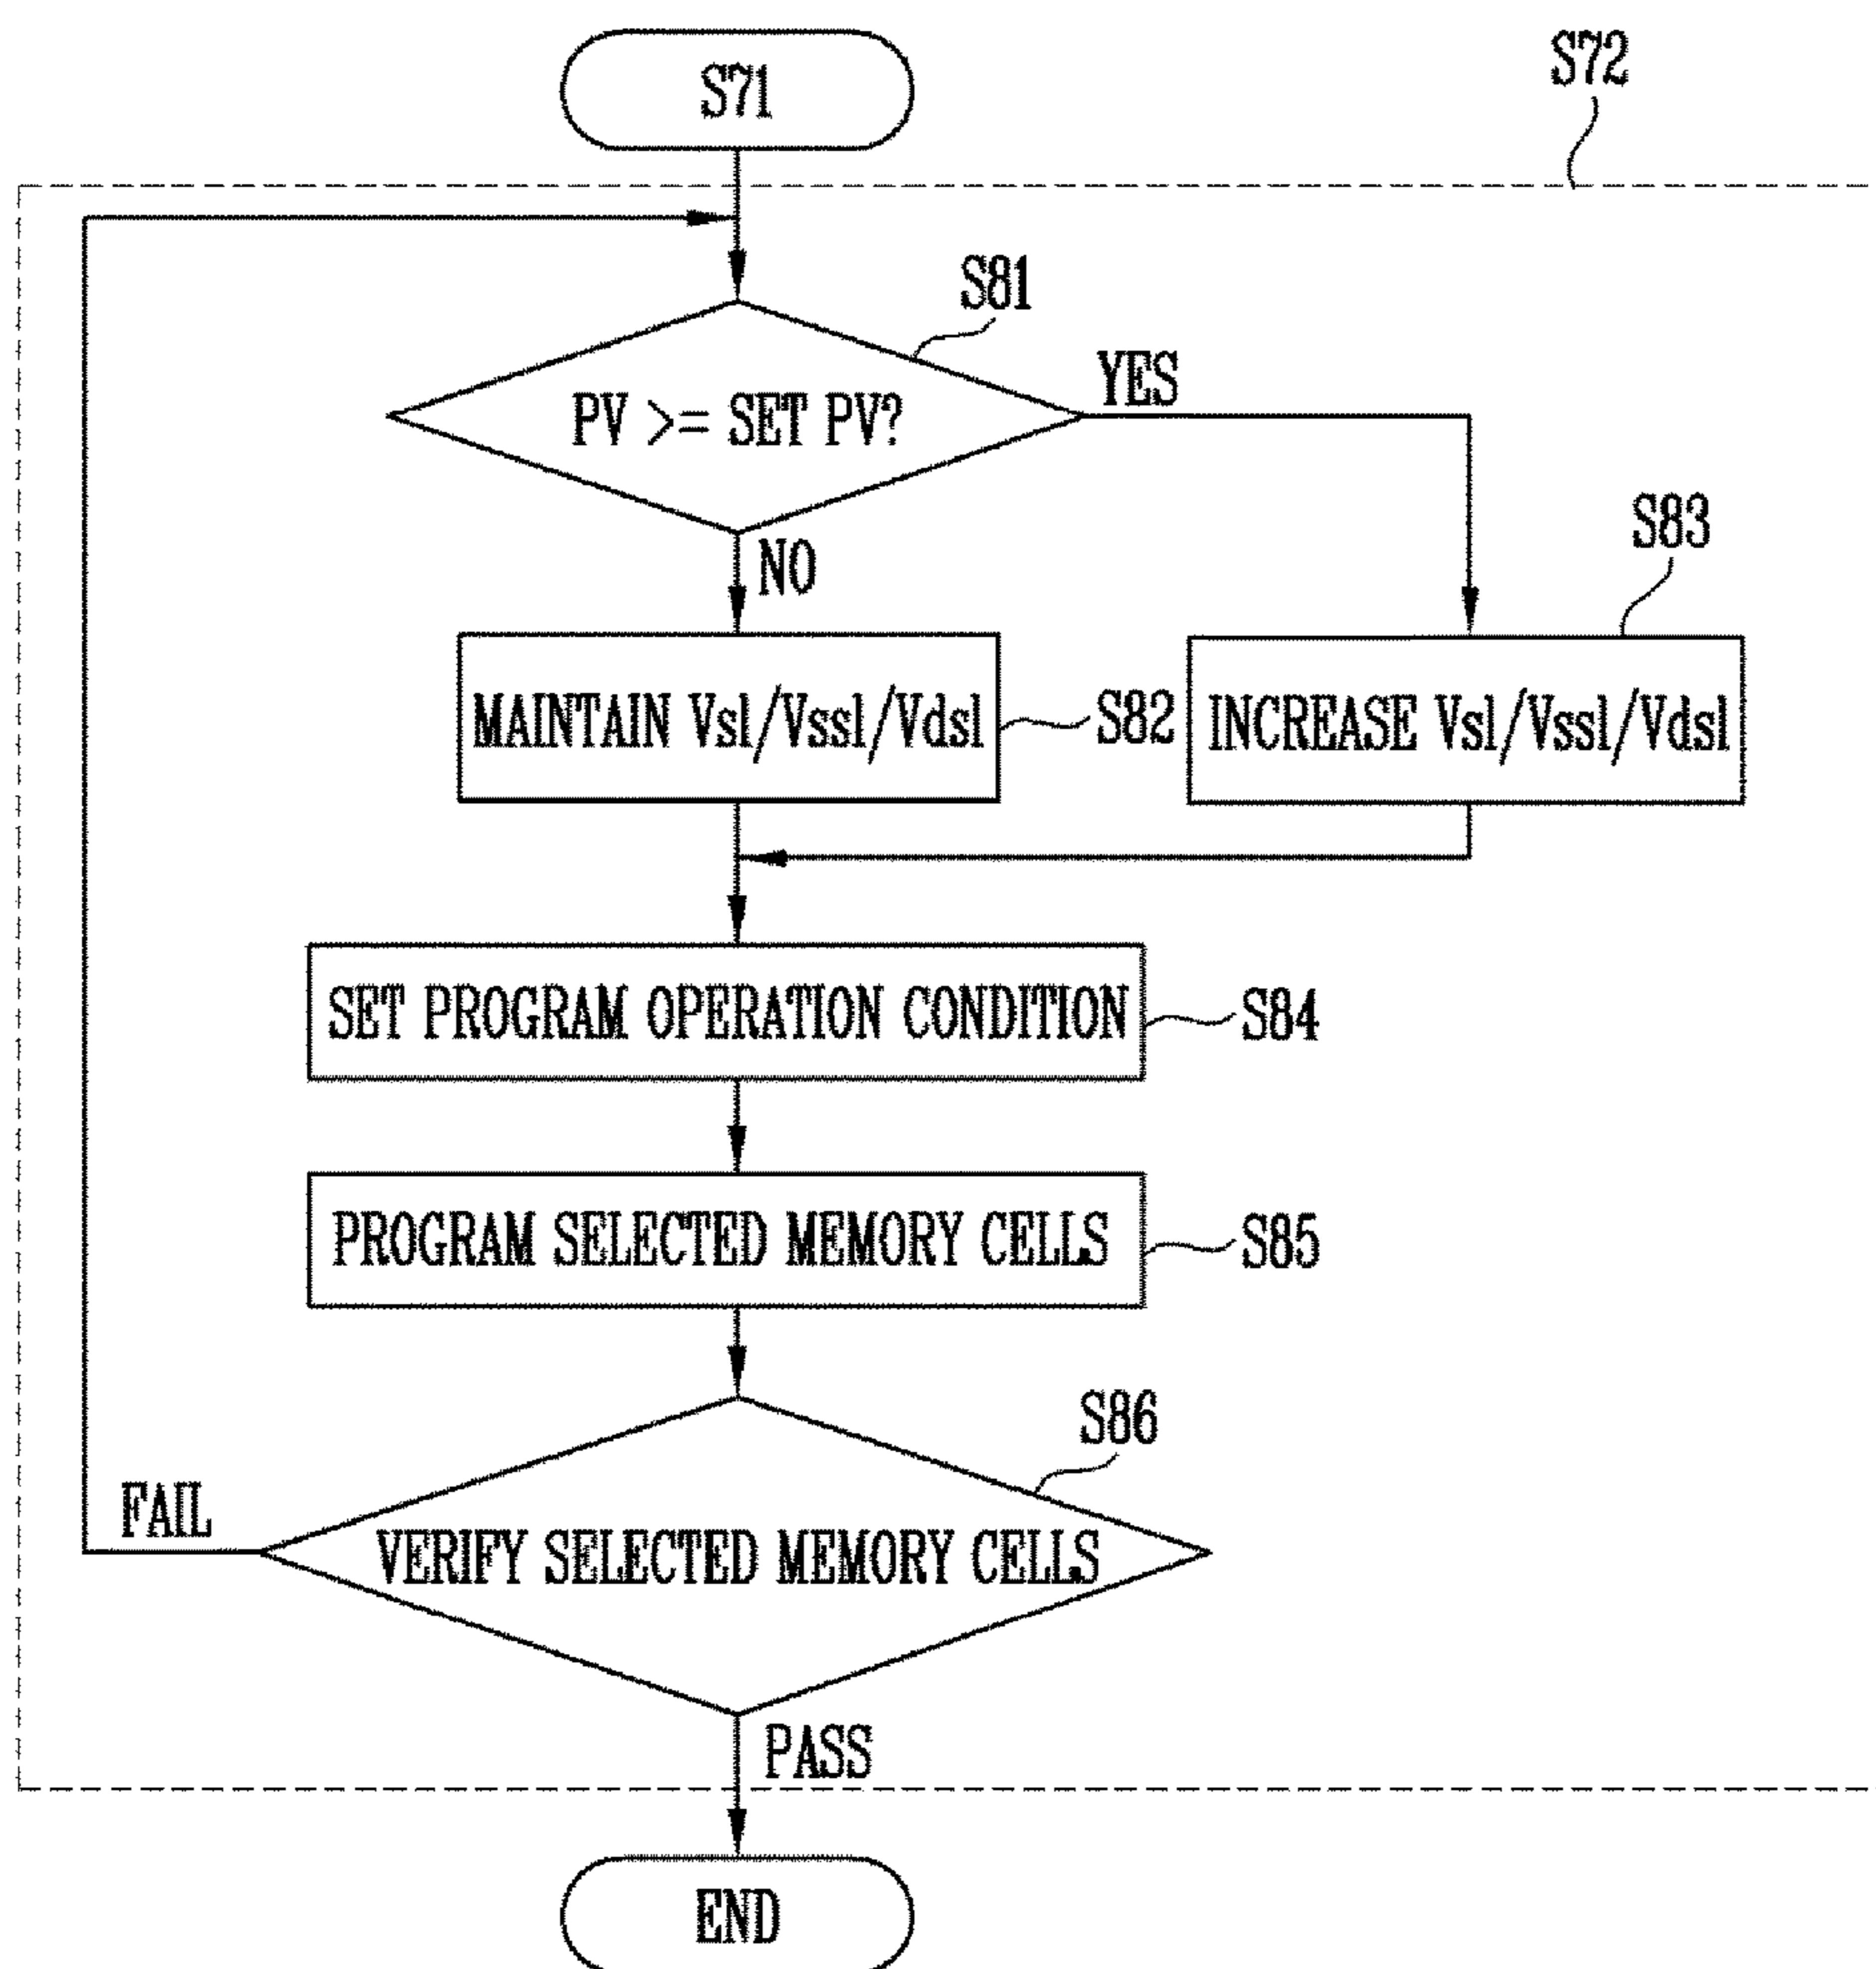 S71
S72
S81
PV >= SET PV?
YES
NO
S83
MAINTAIN Vsl/Vssl/Vdsl
S82
INCREASE Vsl/Vssl/Vdsl
SET PROGRAM OPERATION CONDITION
S84
PROGRAM SELECTED MEMORY CELLS
S85
S86
FAIL
VERIFY SELECTED MEMORY CELLS
PASS
END